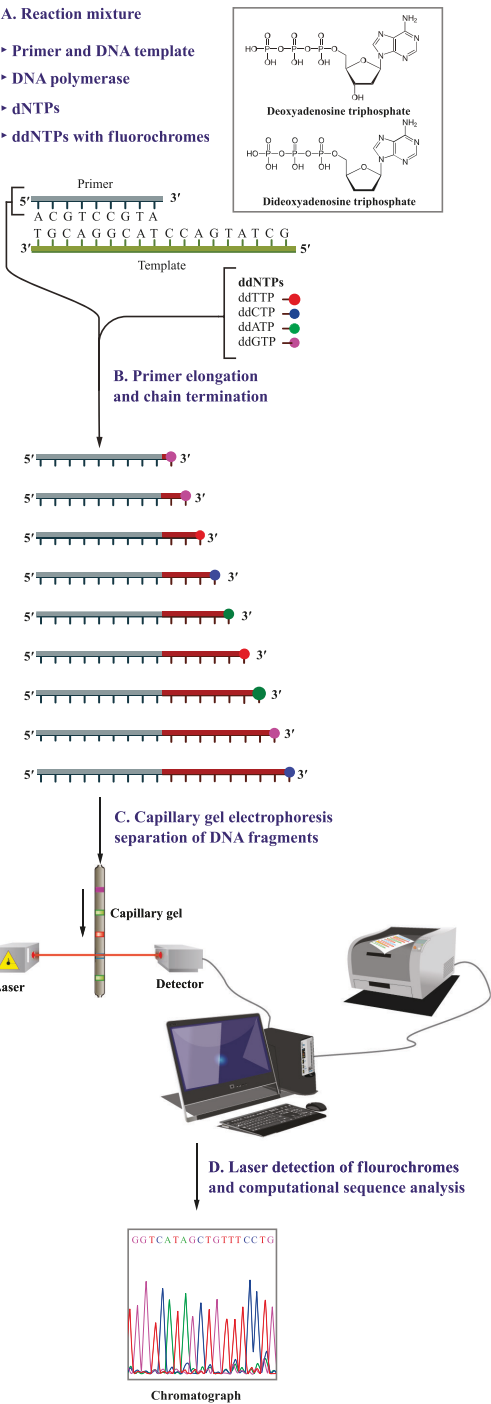 A. Reaction mixture
‣ Primer and DNA template
‣ DNA polymerase
‣ dNTPs
‣ ddNTPs with fluorochromes
NH₂
N
N
N
N
O O O
HO-P-O-P-O-P-O
OH OH OH
O
OH
Deoxyadenosine triphosphate
NH₂
N
N
N
N
O O O
HO-P-O-P-O-P-O
OH OH OH
O
Dideoxyadenosine triphosphate
Primer
5′ 3′
A C G T C C G T A
T G C A G G C A T C C A G T A T C G
3′ 5′
Template
ddNTPs
ddTTP
ddCTP
ddATP
ddGTP
B. Primer elongation
and chain termination
5′ 3′
5′ 3′
5′ 3′
5′ 3′
5′ 3′
5′ 3′
5′ 3′
5′ 3′
5′ 3′
C. Capillary gel electrophoresis
separation of DNA fragments
Capillary gel
Laser
Detector
D. Laser detection of flourochromes
and computational sequence analysis
GGTCATAGCTGTTTCCTG
Chromatograph